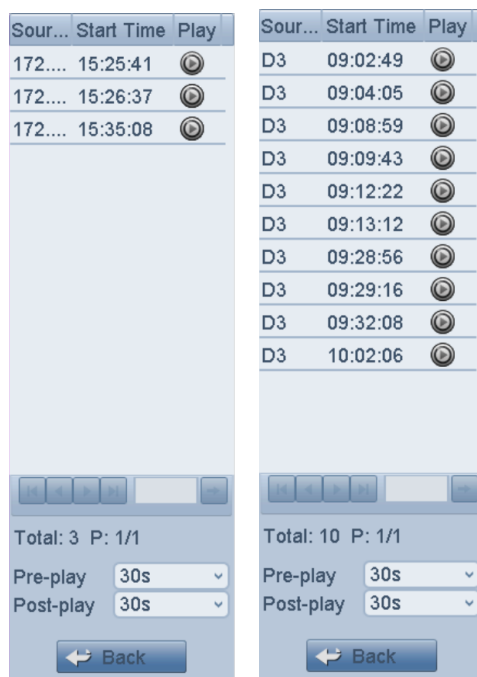 Sour... Start Time Play
172.... 15:25:41
172.... 15:26:37
172.... 15:35:08
Total: 3 P: 1/1
Pre-play 30s
Post-play 30s
Back
Sour... Start Time Play
D3 09:02:49
D3 09:04:05
D3 09:08:59
D3 09:09:43
D3 09:12:22
D3 09:13:12
D3 09:28:56
D3 09:29:16
D3 09:32:08
D3 10:02:06
Total: 10 P: 1/1
Pre-play 30s
Post-play 30s
Back